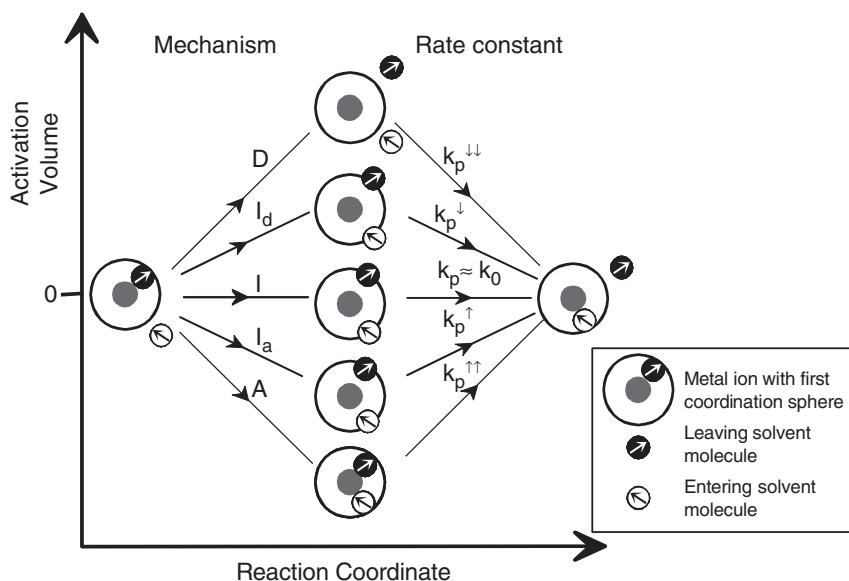 Mechanism
Rate constant
Activation
Volume
D
k_p^↓↓
I_d
k_p^↓
0
I
k_p ≈ k_0
I_a
k_p^↑
A
k_p^↑↑
Metal ion with first
coordination sphere
Leaving solvent
molecule
Entering solvent
molecule
Reaction Coordinate